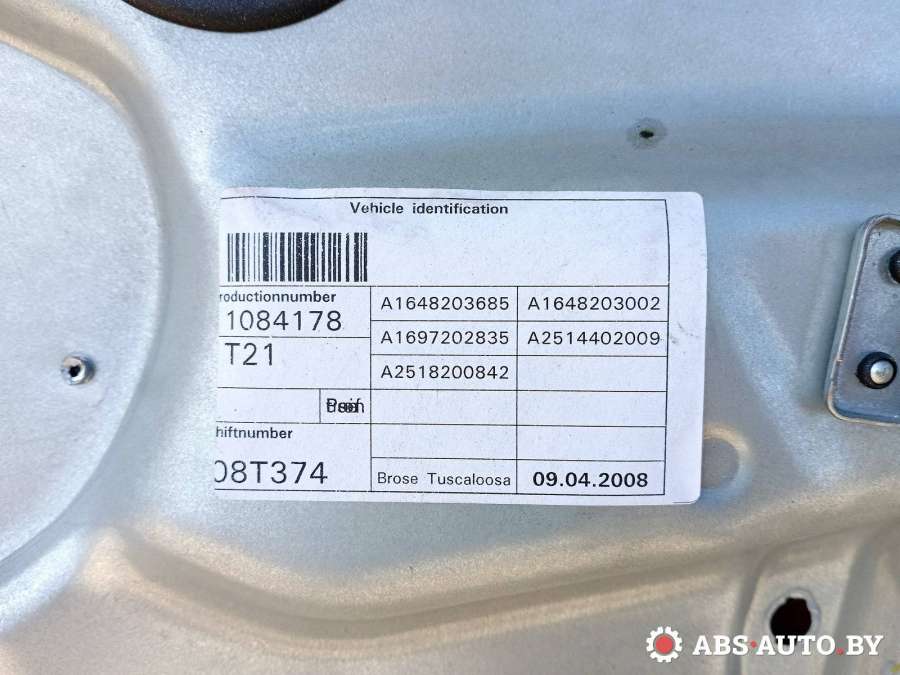 Vehicle identification
roductionnumber
1084178
A1648203685 A1648203002
T21
A1697202835 A2514402009
A2518200842
hiftnumber
08T374
Brose Tuscaloosa 09.04.2008
ABS-AUTO.BY